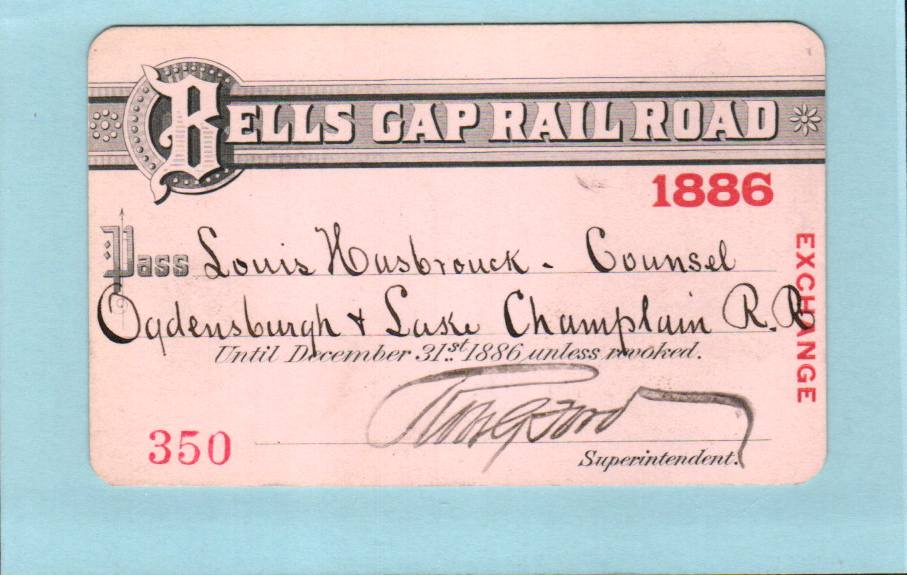 BELLS GAP RAIL ROAD
1886
Pass Louis Hasbrouck - Counsel
Ogdensburgh & Lake Champlain R.R
EXCHANGE
Until December 31st 1886 unless revoked.
350
Superintendent.